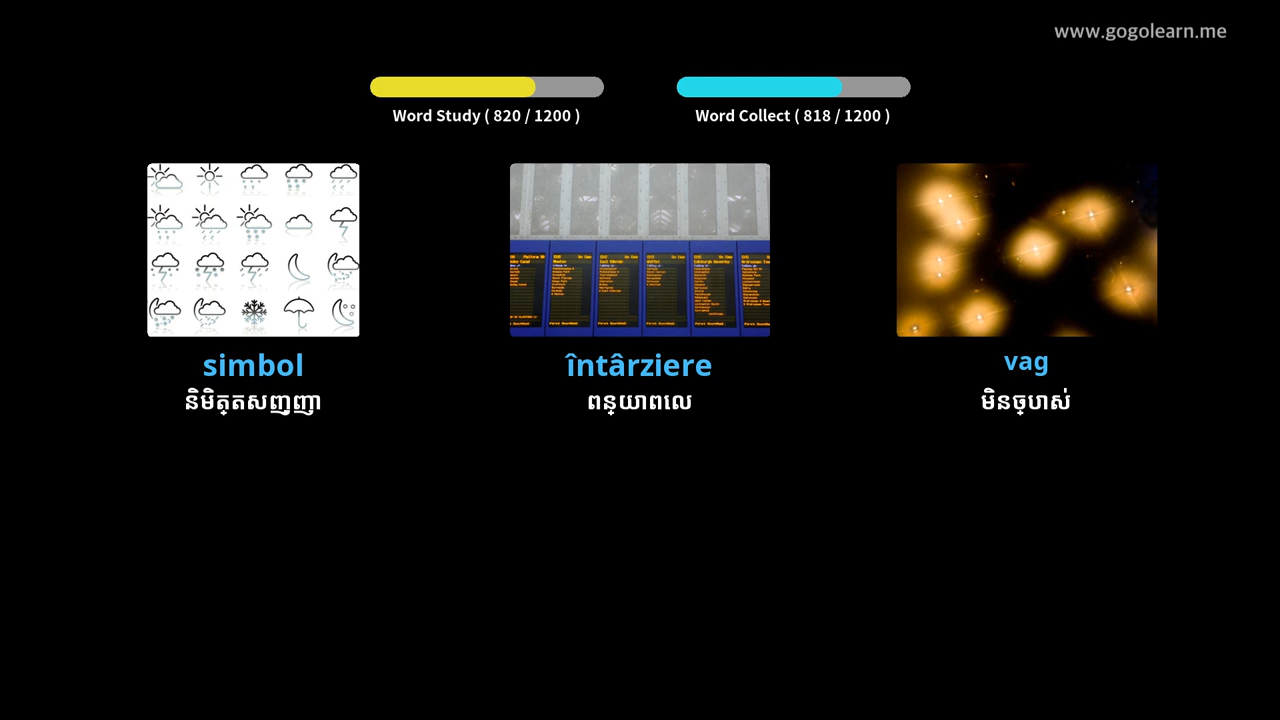 www.gogolearn.me
Word Study ( 820 / 1200 )
Word Collect ( 818 / 1200 )
simbol
întârziere
vag
និមិត្តសញ្ញា
ពន្យាពេល
មិនច្បាស់